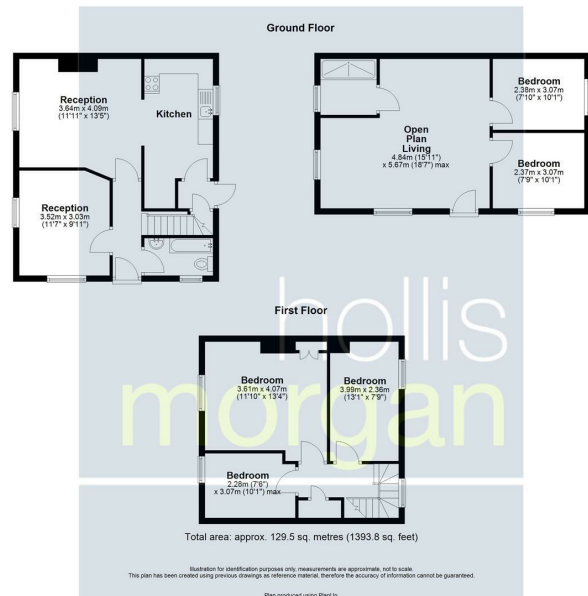 Ground Floor
Reception
3.64m x 4.09m
(11'11" x 13'5")
Kitchen
Reception
3.52m x 3.03m
(11'7" x 9'11")
Open
Plan
Living
4.84m (15'11")
x 5.67m (18'7") max
Bedroom
2.38m x 3.07m
(7'10" x 10'1")
Bedroom
2.37m x 3.07m
(7'9" x 10'1")
hollis
morgan
First Floor
Bedroom
3.61m x 4.07m
(11'10" x 13'4")
Bedroom
3.99m x 2.36m
(13'1" x 7'9")
Bedroom
2.28m (7'6")
x 3.07m (10'1") max
Total area: approx. 129.5 sq. metres (1393.8 sq. feet)
Illustration for identification purposes only, measurements are approximate, not to scale.
This plan has been created using previous drawings as reference material, therefore the accuracy of information cannot be guaranteed.
Plan produced using PlanUp.